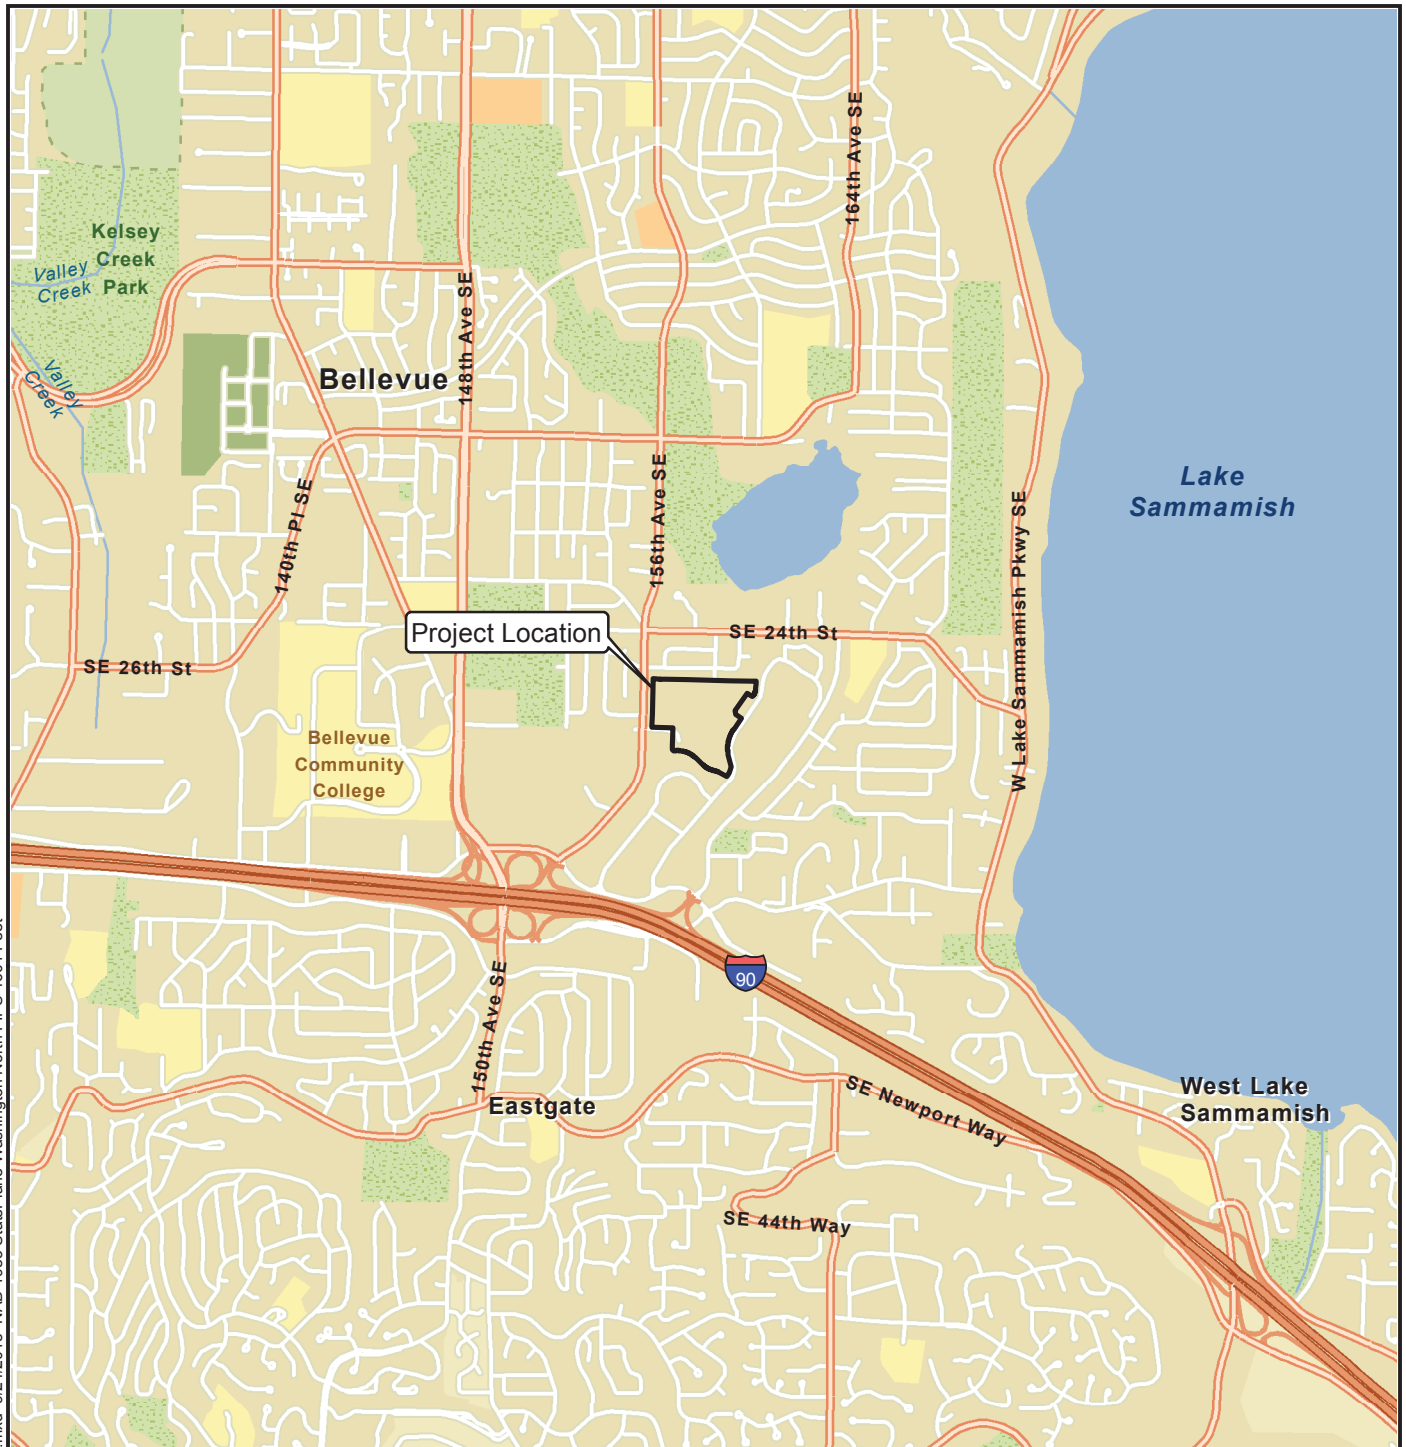 164th Ave SE
Kelsey
Creek
Park
Valley
Creek
148th Ave SE
Valley
Creek
Bellevue
Lake
Sammamish
140th Pl SE
156th Ave SE
W Lake Sammamish Pkwy SE
Project Location
SE 24th St
SE 26th St
Bellevue
Community
College
90
150th Ave SE
Eastgate
SE Newport Way
West Lake
Sammamish
SE 44th Way